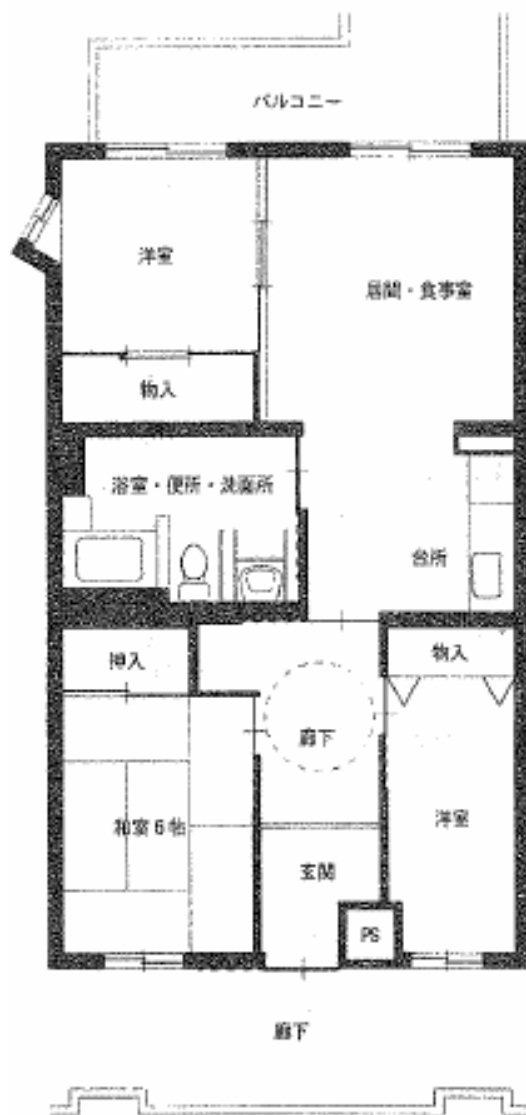 バルコニー
洋室
居間・食事室
物入
浴室・便所・洗面所
台所
押入
物入
廊下
和室6帖
洋室
玄関
PS
廊下